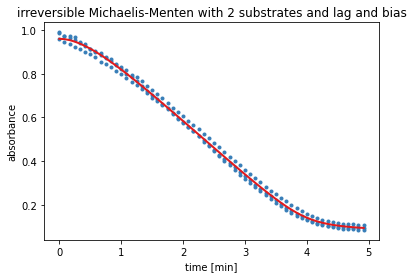 irreversible Michaelis-Menten with 2 substrates and lag and bias
1.0
0.8
0.6
0.4
0.2
absorbance
0 1 2 3 4 5
time [min]